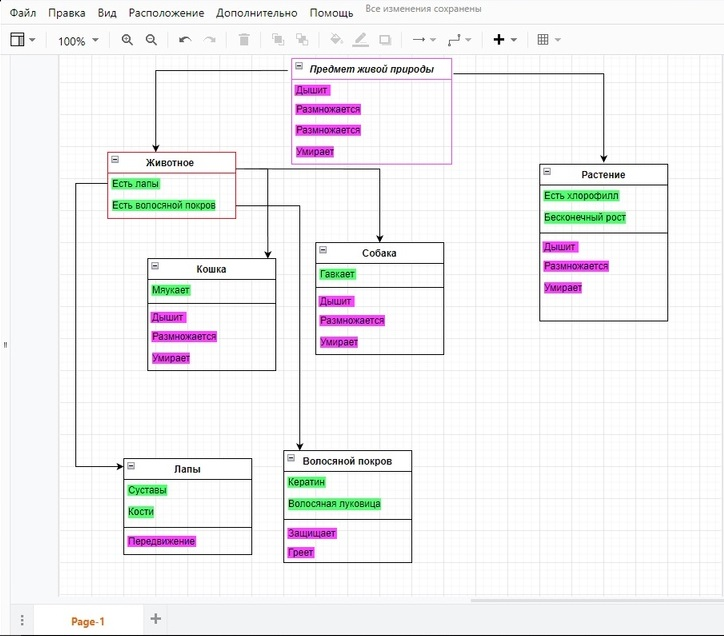 Файл Правка Вид Расположение Дополнительно Помощь Все изменения сохранены
100%
Предмет живой природы
Дышит
Размножается
Размножается
Умирает
Животное
Есть лапы
Есть волосяной покров
Растение
Есть хлорофилл
Бесконечный рост
Дышит
Размножается
Умирает
Кошка
Мяукает
Дышит
Размножается
Умирает
Собака
Гавкает
Дышит
Размножается
Умирает
Лапы
Суставы
Кости
Передвижение
Волосяной покров
Кератин
Волосяная луковица
Защищает
Греет
Page-1